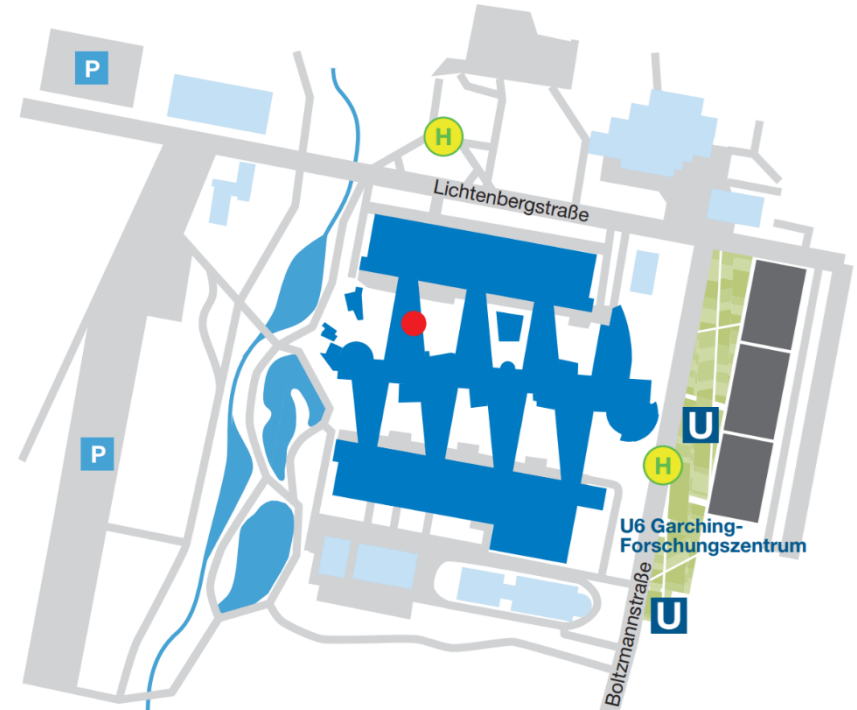 P
H
Lichtenbergstraße
U
P
H
U6 Garching-
Forschungszentrum
U
Boltzmannstraße